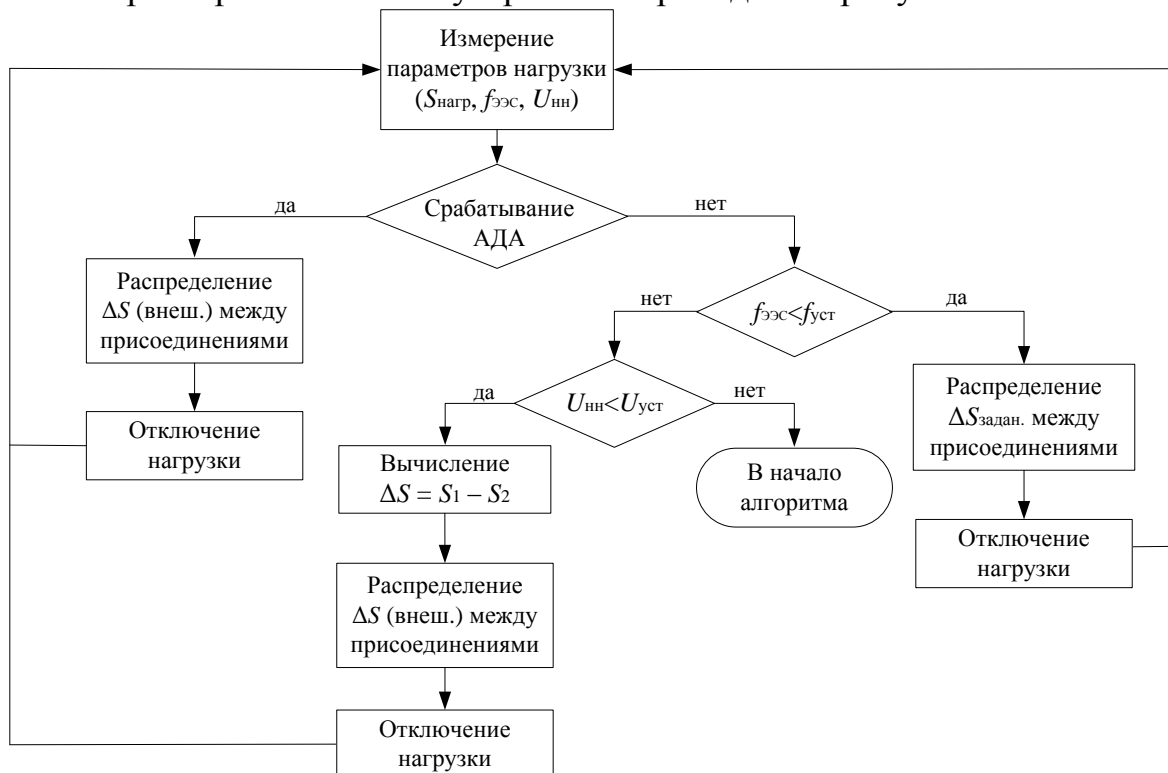 Измерение
параметров нагрузки
(Sнагр, fЭЭС, Uнн)
да
Срабатывание
АДА
нет
Распределение
ΔS (внеш.) между
присоединениями
нет
fЭЭС<fуст
да
Отключение
нагрузки
да
Uнн<Uуст
нет
Распределение
ΔSзадан. между
присоединениями
Вычисление
ΔS = S1 – S2
В начало
алгоритма
Отключение
нагрузки
Распределение
ΔS (внеш.) между
присоединениями
Отключение
нагрузки